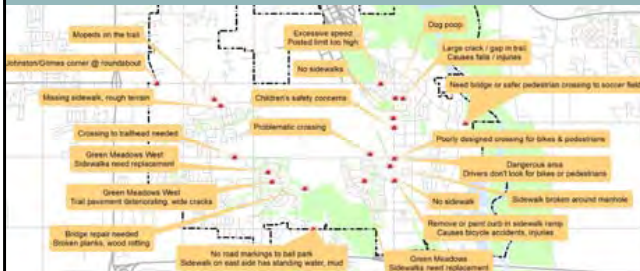 Dog poop
Mopeds on the trail
Excessive speed
Posted limit too high
Large crack / gap in trail
Causes falls / injuries
Johnston/Grimes corner @ roundabout
No sidewalks
Need bridge or safer pedestrian crossing to soccer field
Missing sidewalk, rough terrain
Children's safety concerns
Crossing to trailhead needed
Problematic crossing
Poorly designed crossing for bikes & pedestrians
Green Meadows West
Sidewalks need replacement
Dangerous area
Drivers don't look for bikes or pedestrians
Green Meadows West
Trail pavement deteriorating, wide cracks
No sidewalk
Sidewalk broken around manhole
Remove or paint curb in sidewalk ramp
Causes bicycle accidents, injuries
Bridge repair needed
Broken planks, wood rotting
No road markings to ball park
Sidewalk on east side has standing water, mud
Green Meadows
Sidewalks need replacement